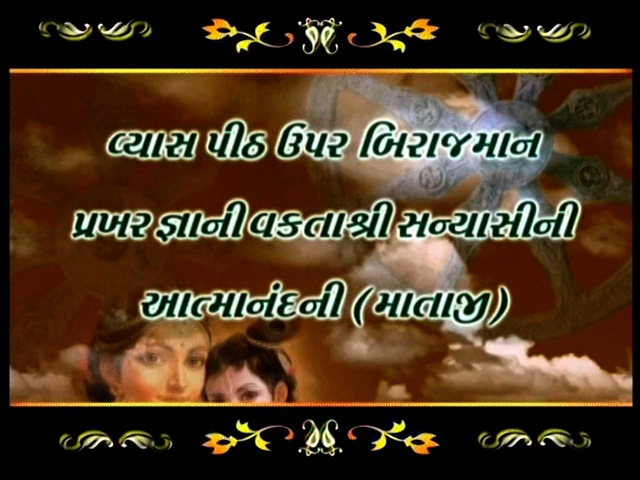 વ્યાસ પીઠ ઉપર બિરાજમાન
પ્રખર જ્ઞાની વકતાશ્રી સન્યાસીની
આત્માનંદની (માતાજી)